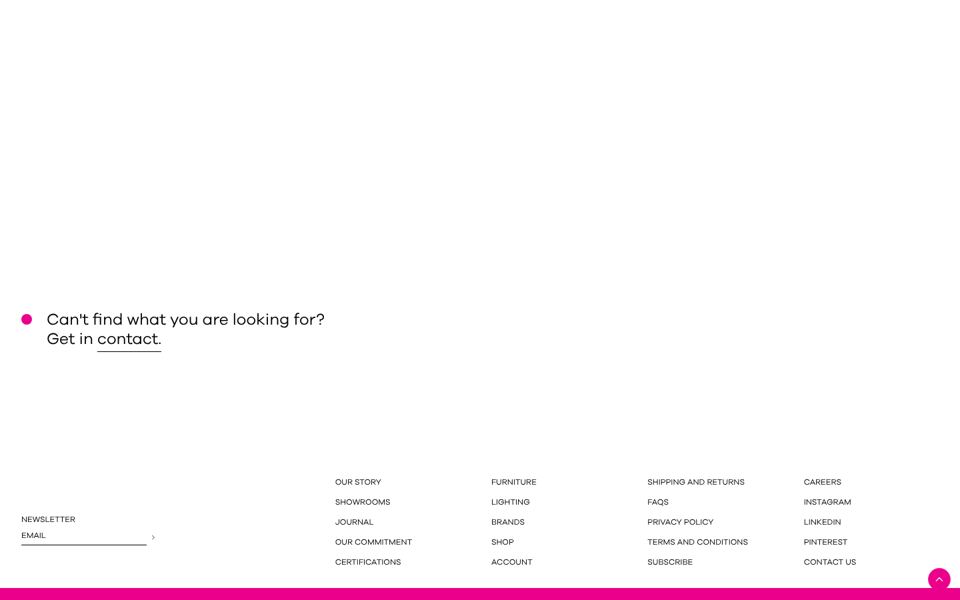 Can't find what you are looking for?
Get in contact.
NEWSLETTER
EMAIL
OUR STORY
SHOWROOMS
JOURNAL
OUR COMMITMENT
CERTIFICATIONS
FURNITURE
LIGHTING
BRANDS
SHOP
ACCOUNT
SHIPPING AND RETURNS
FAQS
PRIVACY POLICY
TERMS AND CONDITIONS
SUBSCRIBE
CAREERS
INSTAGRAM
LINKEDIN
PINTEREST
CONTACT US